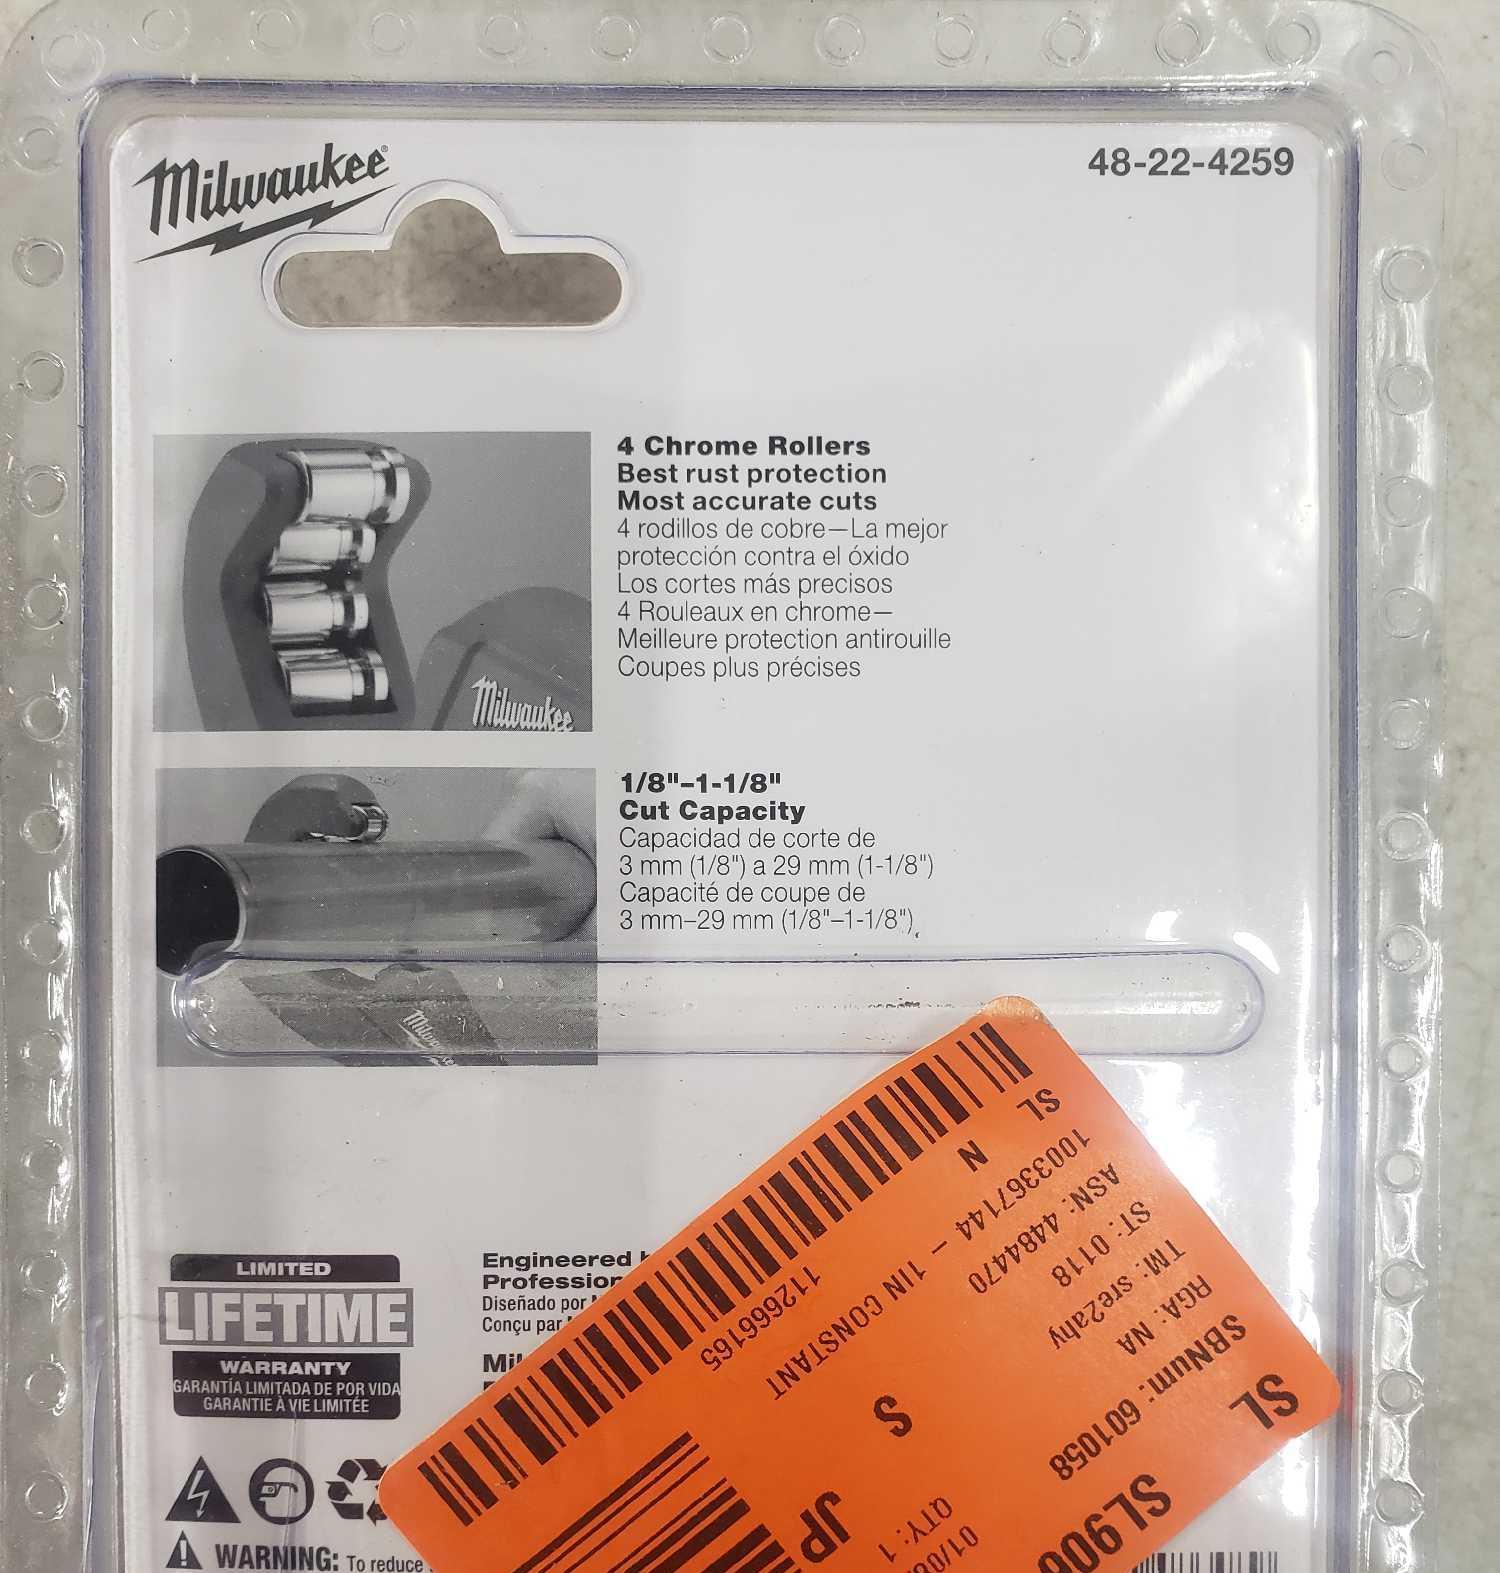 Milwaukee®
48-22-4259
4 Chrome Rollers
Best rust protection
Most accurate cuts
4 rodillos de cobre—La mejor
protección contra el óxido
Los cortes más precisos
4 Rouleaux en chrome—
Meilleure protection antirouille
Coupes plus précises
Milwaukee
1/8"–1-1/8"
Cut Capacity
Capacidad de corte de
3 mm (1/8") a 29 mm (1-1/8")
Capacité de coupe de
3 mm–29 mm (1/8"–1-1/8")
Milwaukee
LIMITED
LIFETIME
WARRANTY
GARANTÍA LIMITADA DE POR VIDA
GARANTIE À VIE LIMITÉE
Engineered
Diseñado por
Conçu par
WARNING: To reduce
SL
N
1003367144 – 1IN CONSTANT
112666165
ASN: 4484470
ST: 0118
TM: sre2ahy
RGA: NA
SBNum: 601058
SL
S
JP
QTY: 1